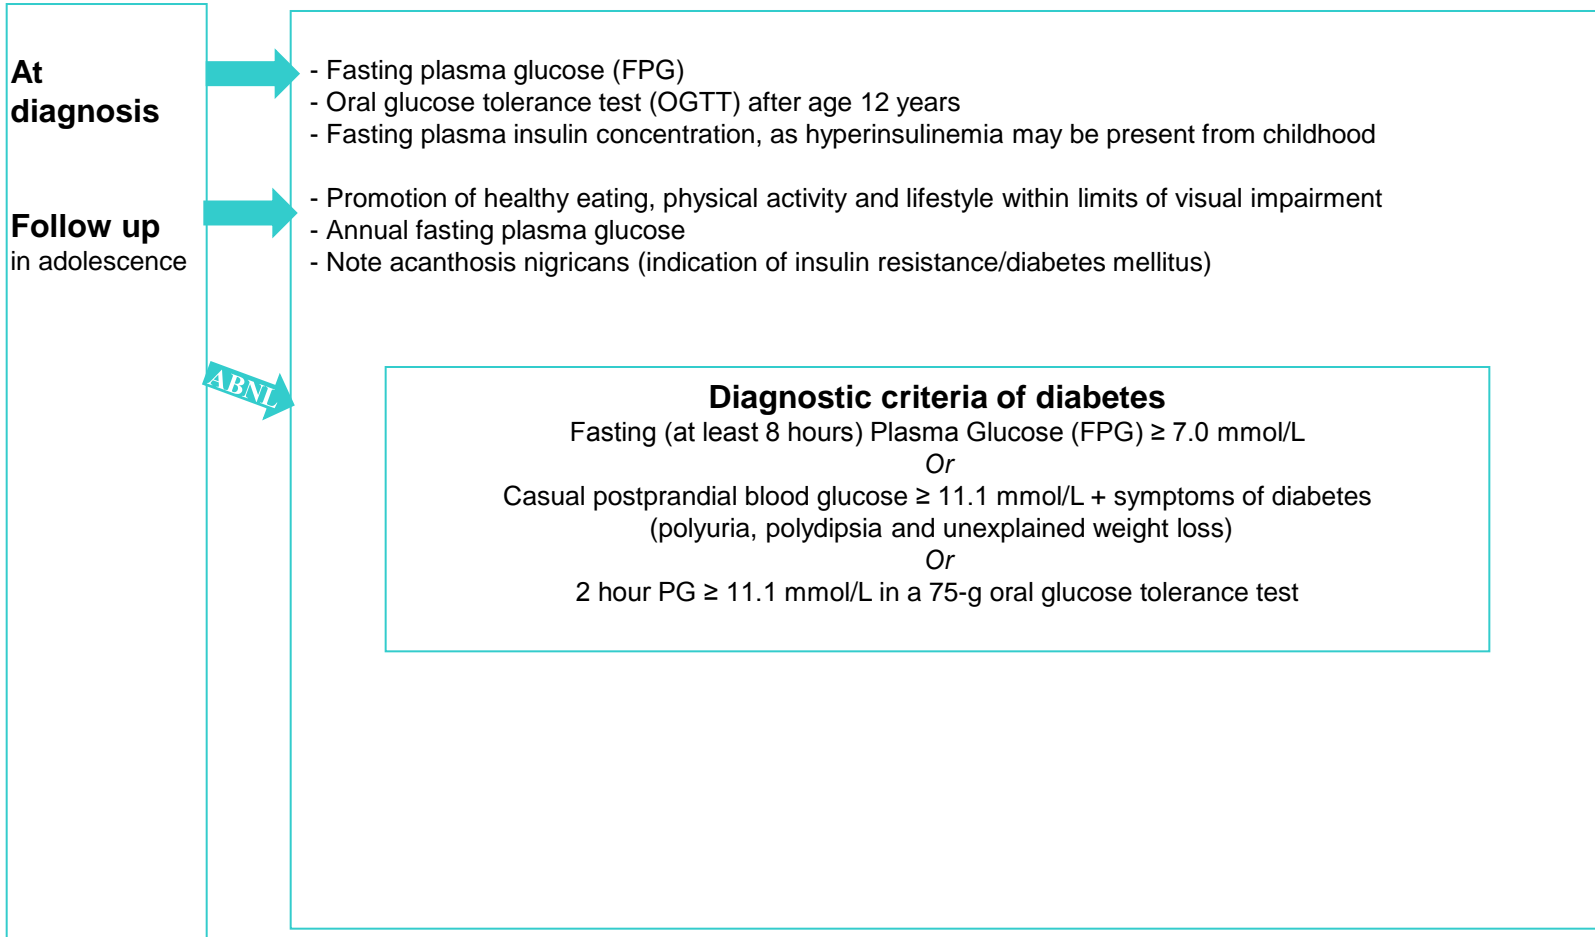 At
diagnosis
- Fasting plasma glucose (FPG)
- Oral glucose tolerance test (OGTT) after age 12 years
- Fasting plasma insulin concentration, as hyperinsulinemia may be present from childhood
Follow up
in adolescence
- Promotion of healthy eating, physical activity and lifestyle within limits of visual impairment
- Annual fasting plasma glucose
- Note acanthosis nigricans (indication of insulin resistance/diabetes mellitus)
ABNL
Diagnostic criteria of diabetes
Fasting (at least 8 hours) Plasma Glucose (FPG) ≥ 7.0 mmol/L
Or
Casual postprandial blood glucose ≥ 11.1 mmol/L + symptoms of diabetes
(polyuria, polydipsia and unexplained weight loss)
Or
2 hour PG ≥ 11.1 mmol/L in a 75-g oral glucose tolerance test